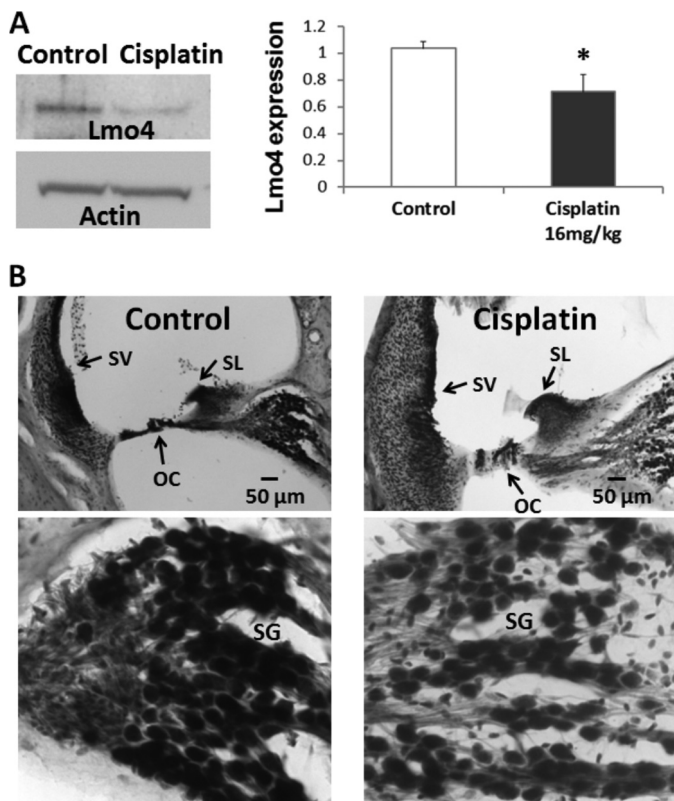 A
Control Cisplatin
Lmo4
Actin
Lmo4 expression
1.2
1
0.8
0.6
0.4
0.2
0
*
Control
Cisplatin
16mg/kg
B
Control
SV
SL
OC
50 µm
Cisplatin
SV
SL
OC
50 µm
SG
SG